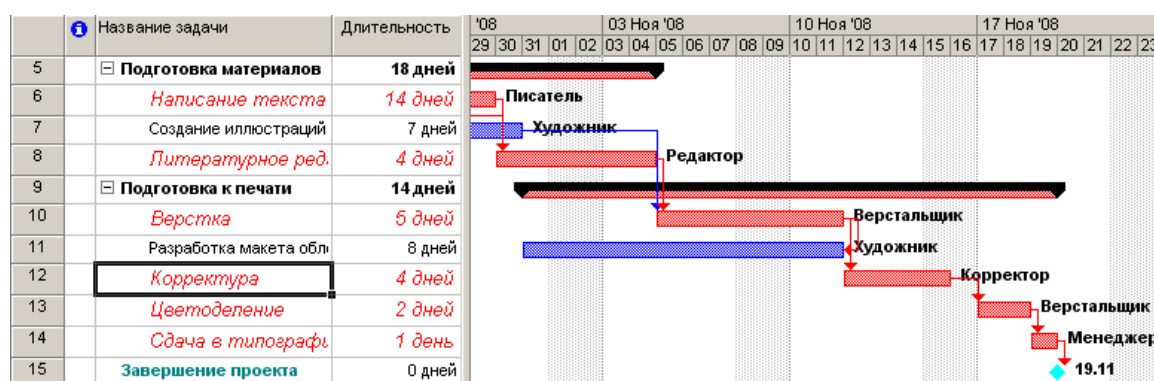 Название задачи Длительность '08 03 Ноя '08 10 Ноя '08 17 Ноя '08
29 30 31 01 02 03 04 05 06 07 08 09 10 11 12 13 14 15 16 17 18 19 20 21 22 23
5 Подготовка материалов 18 дней
6 Написание текста 14 дней Писатель
7 Создание иллюстраций 7 дней Художник
8 Литературное ред. 4 дней Редактор
9 Подготовка к печати 14 дней
10 Верстка 5 дней Верстальщик
11 Разработка макета обл 8 дней Художник
12 Корректура 4 дней Корректор
13 Цветоделение 2 дней Верстальщик
14 Сдача в типографи 1 день Менеджер
15 Завершение проекта 0 дней 19.11